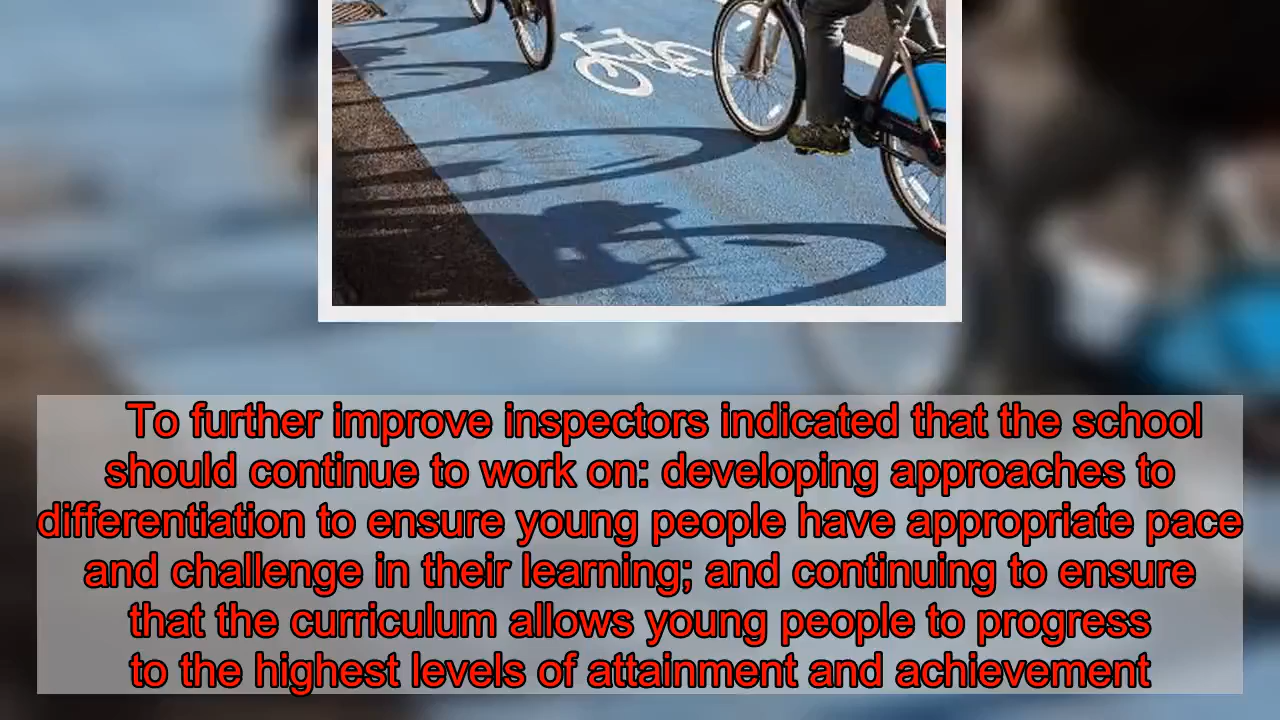 To further improve inspectors indicated that the school
should continue to work on: developing approaches to
differentiation to ensure young people have appropriate pace
and challenge in their learning; and continuing to ensure
that the curriculum allows young people to progress
to the highest levels of attainment and achievement